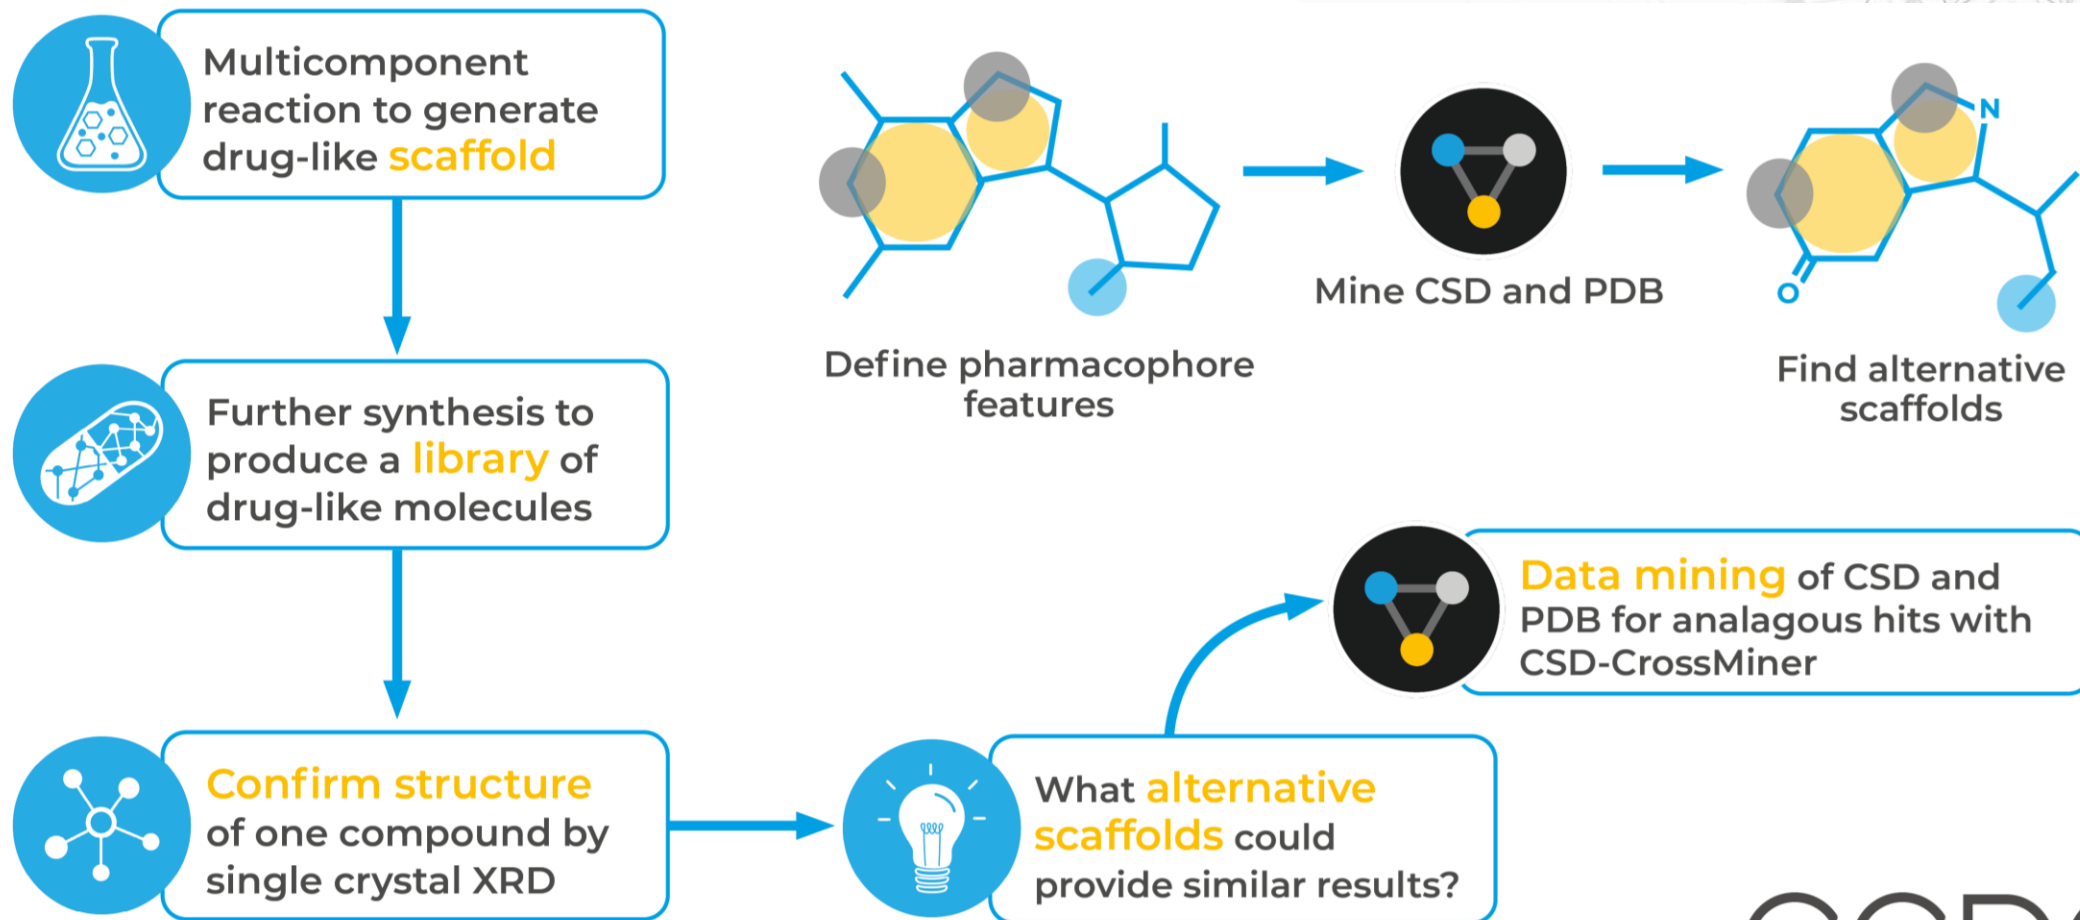 Multicomponent
reaction to generate
drug-like scaffold
Further synthesis to
produce a library of
drug-like molecules
Confirm structure
of one compound by
single crystal XRD
Define pharmacophore
features
Mine CSD and PDB
N
O
Find alternative
scaffolds
What alternative
scaffolds could
provide similar results?
Data mining of CSD and
PDB for analagous hits with
CSD-CrossMiner